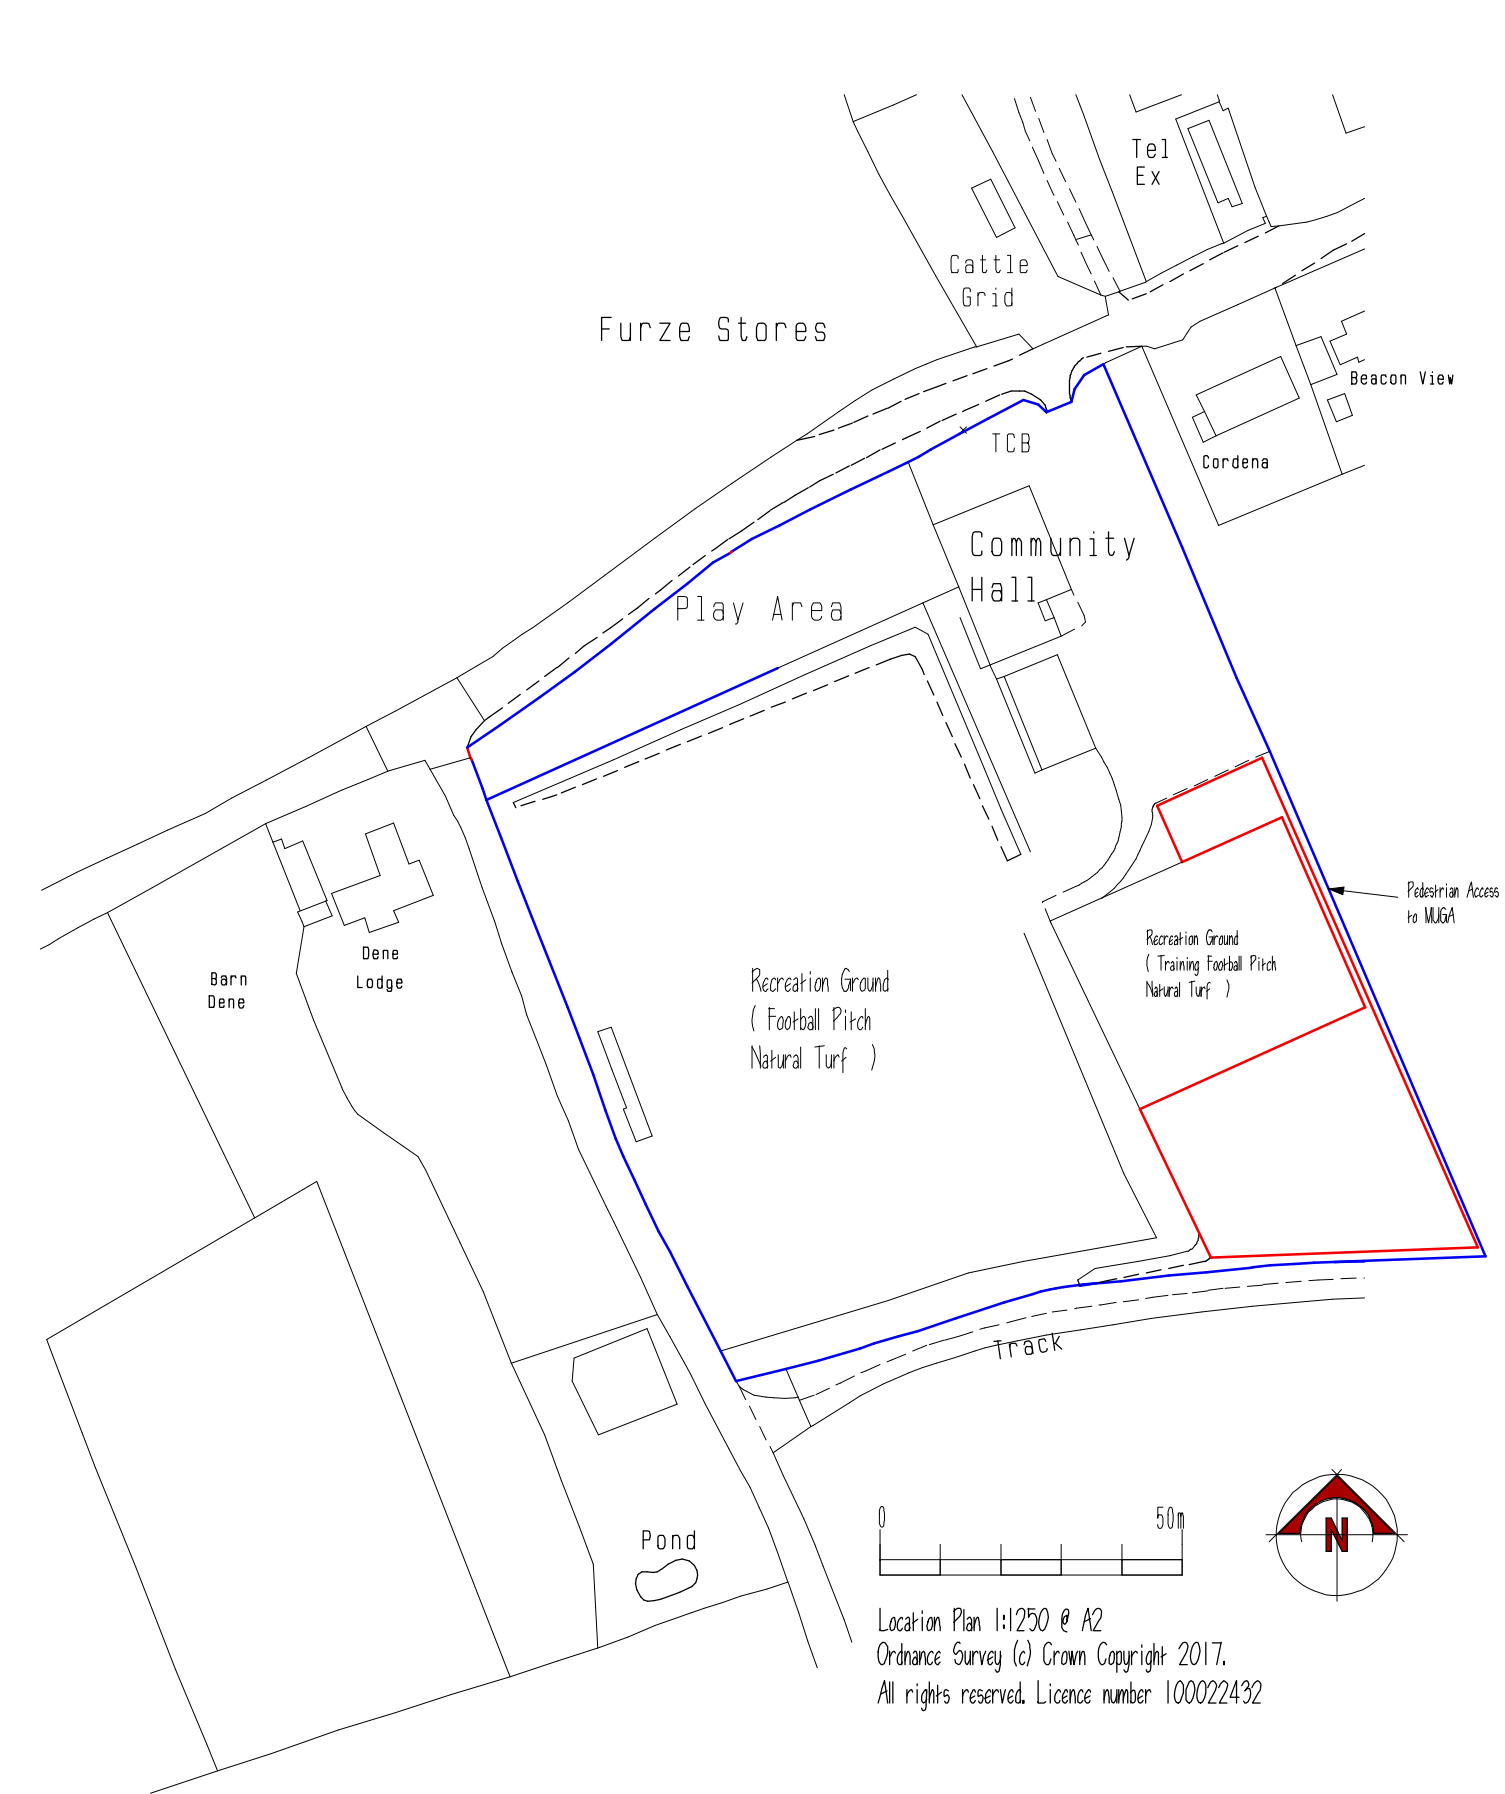 Tel
Ex
Cattle
Grid
Furze Stores
Beacon View
TCB
Cordena
Community
Hall
Play Area
Pedestrian Access
to MUGA
Recreation Ground
( Training Football Pitch
Natural Turf )
Dene
Lodge
Barn
Dene
Recreation Ground
( Football Pitch
Natural Turf )
Track
0 50m
N
Pond
Location Plan 1:1250 @ A2
Ordnance Survey (c) Crown Copyright 2017.
All rights reserved. Licence number 100022432